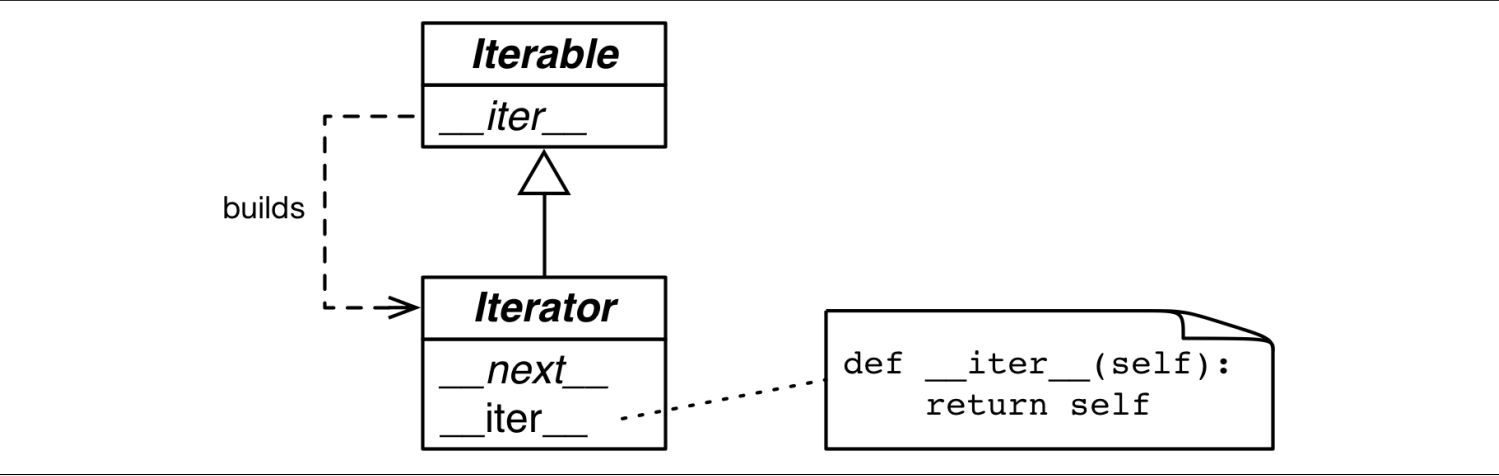 Iterable
__iter__
builds
Iterator
__next__
__iter__
def __iter__(self):
    return self